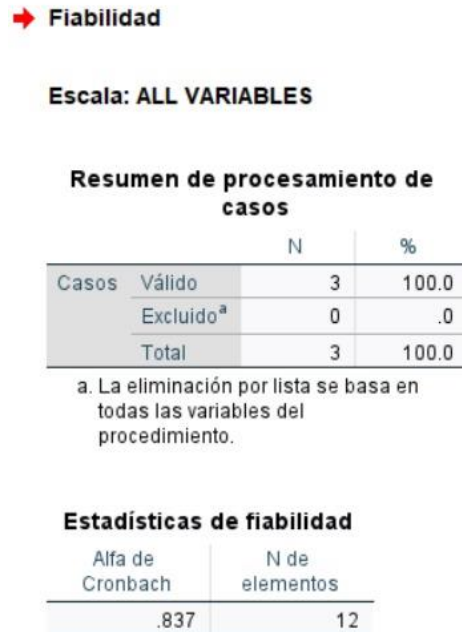 Fiabilidad
Escala: ALL VARIABLES
Resumen de procesamiento de
casos
N %
Casos Válido 3 100.0
Excluidoᵃ 0 .0
Total 3 100.0
a. La eliminación por lista se basa en
todas las variables del
procedimiento.
Estadísticas de fiabilidad
Alfa de N de
Cronbach elementos
.837 12